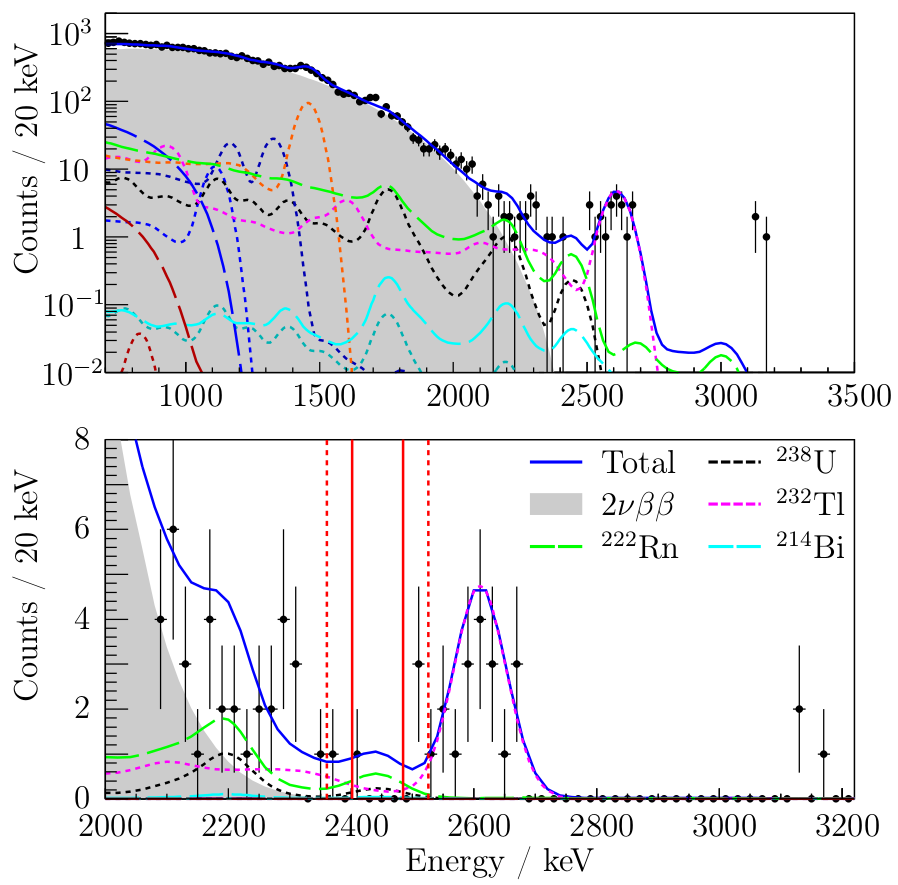 Counts / 20 keV
10³
10²
10
1
10⁻¹
10⁻²
1000 1500 2000 2500 3000 3500
Counts / 20 keV
8
6
4
2
0
Total
2νββ
²²²Rn
²³⁸U
²³²Tl
²¹⁴Bi
2000 2200 2400 2600 2800 3000 3200
Energy / keV